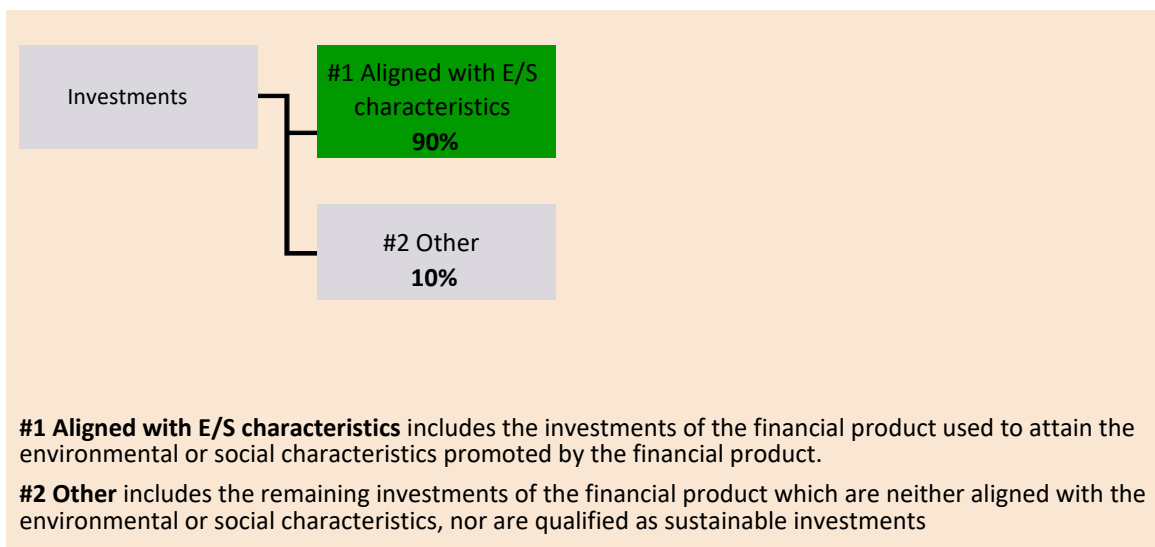 Investments
#1 Aligned with E/S
characteristics
90%
#2 Other
10%
#1 Aligned with E/S characteristics includes the investments of the financial product used to attain the
environmental or social characteristics promoted by the financial product.
#2 Other includes the remaining investments of the financial product which are neither aligned with the
environmental or social characteristics, nor are qualified as sustainable investments